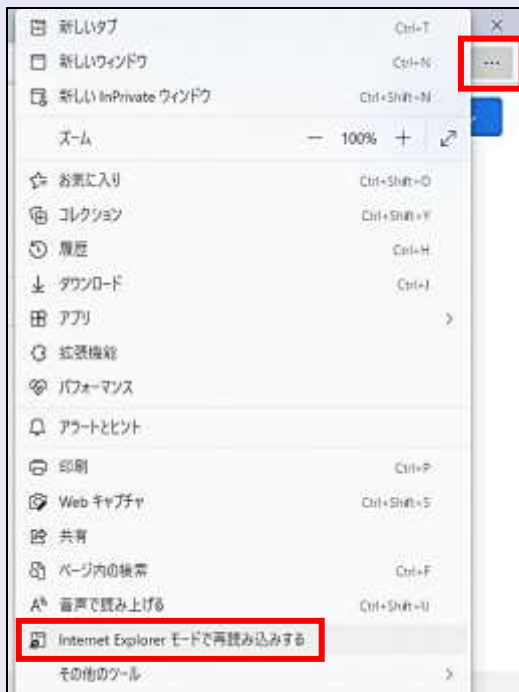 新しいタブ Ctrl+T
新しいウィンドウ Ctrl+N
新しい InPrivate ウィンドウ Ctrl+Shift+N
ズーム − 100% +
お気に入り Ctrl+Shift+O
コレクション Ctrl+Shift+Y
履歴 Ctrl+H
ダウンロード Ctrl+J
アプリ
拡張機能
パフォーマンス
アラートとヒント
印刷 Ctrl+P
Web キャプチャ Ctrl+Shift+S
共有
ページ内の検索 Ctrl+F
音声で読み上げる Ctrl+Shift+U
Internet Explorer モードで再読み込みする
その他のツール